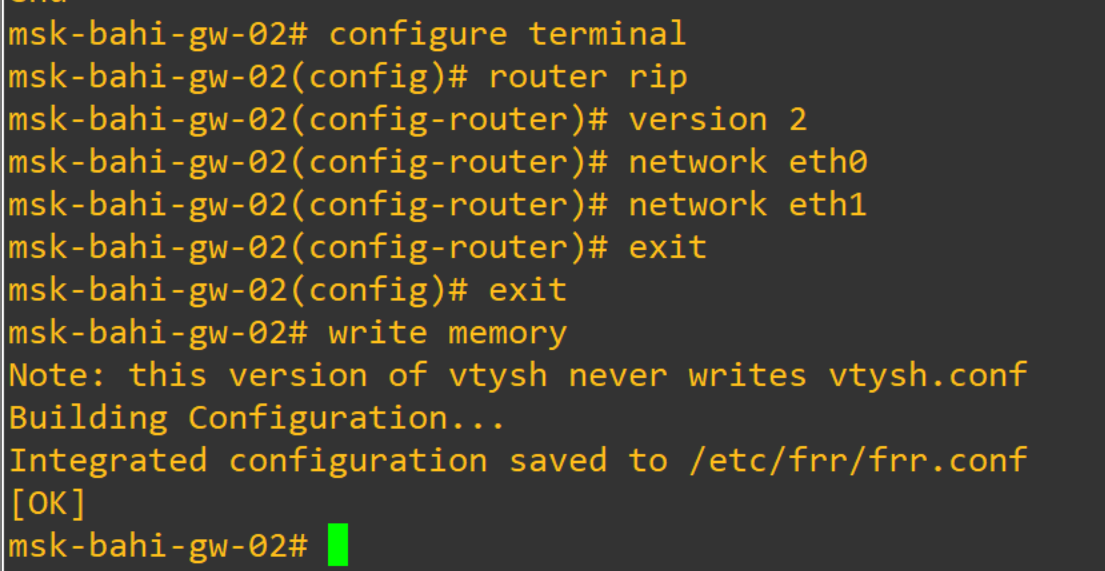 msk-bahi-gw-02# configure terminal
msk-bahi-gw-02(config)# router rip
msk-bahi-gw-02(config-router)# version 2
msk-bahi-gw-02(config-router)# network eth0
msk-bahi-gw-02(config-router)# network eth1
msk-bahi-gw-02(config-router)# exit
msk-bahi-gw-02(config)# exit
msk-bahi-gw-02# write memory
Note: this version of vtysh never writes vtysh.conf
Building Configuration...
Integrated configuration saved to /etc/frr/frr.conf
[OK]
msk-bahi-gw-02#